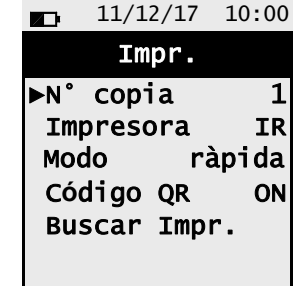 11/12/17 10:00
Impr.
►N° copia 1
Impresora IR
Modo ràpida
Código QR ON
Buscar Impr.